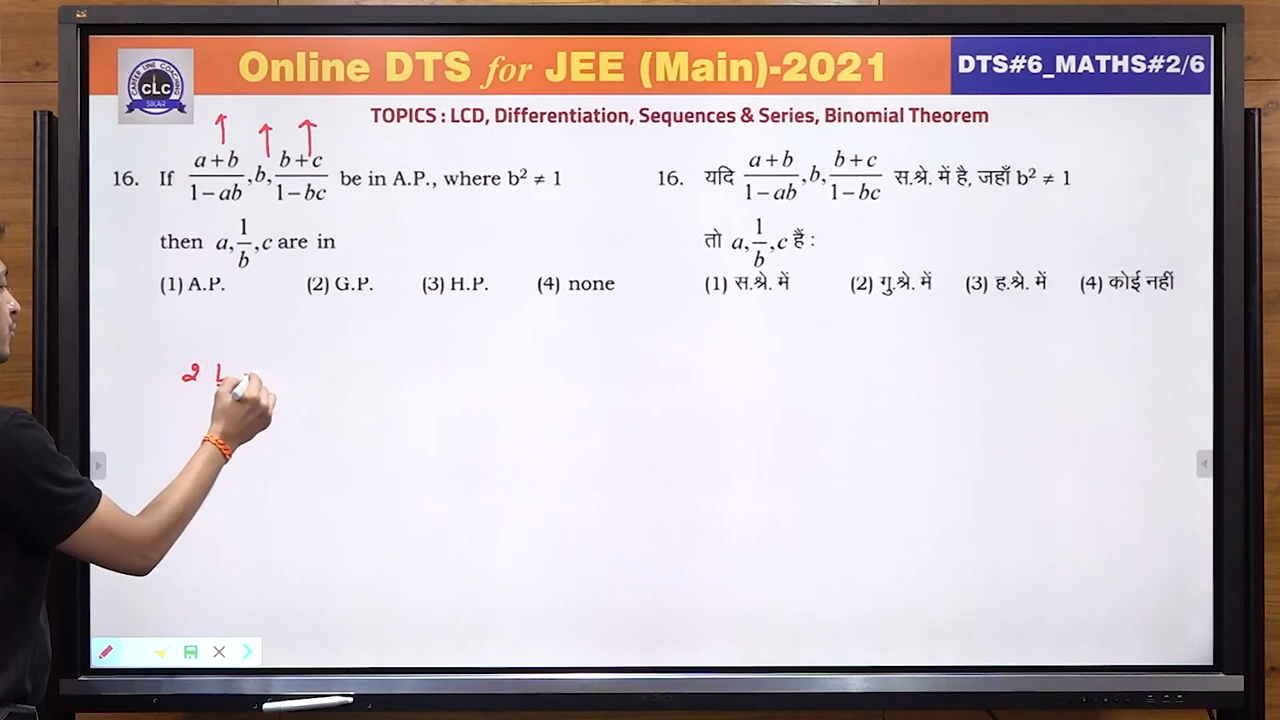 CAREER LINE COACHING
CLC
SIKAR
Online DTS for JEE (Main)-2021
DTS#6_MATHS#2/6
TOPICS : LCD, Differentiation, Sequences & Series, Binomial Theorem
16. If (a+b)/(1−ab), b, (b+c)/(1−bc) be in A.P., where b² ≠ 1
then a, 1/b, c are in
(1) A.P. (2) G.P. (3) H.P. (4) none
16. यदि (a+b)/(1−ab), b, (b+c)/(1−bc) स.श्रे. में है, जहाँ b² ≠ 1
तो a, 1/b, c हैं :
(1) स.श्रे. में (2) गु.श्रे. में (3) ह.श्रे. में (4) कोई नहीं
2